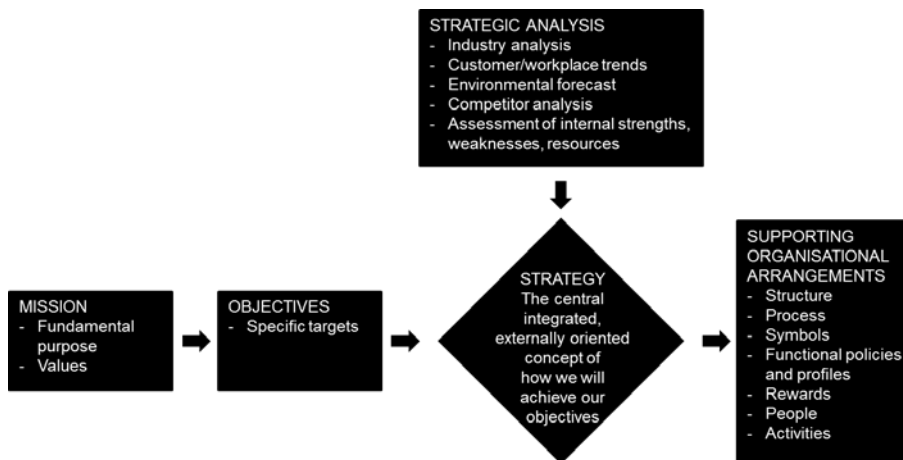 STRATEGIC ANALYSIS
- Industry analysis
- Customer/workplace trends
- Environmental forecast
- Competitor analysis
- Assessment of internal strengths,
weaknesses, resources
MISSION
- Fundamental
purpose
- Values
OBJECTIVES
- Specific targets
STRATEGY
The central
integrated,
externally oriented
concept of
how we will
achieve our
objectives
SUPPORTING
ORGANISATIONAL
ARRANGEMENTS
- Structure
- Process
- Symbols
- Functional policies
and profiles
- Rewards
- People
- Activities